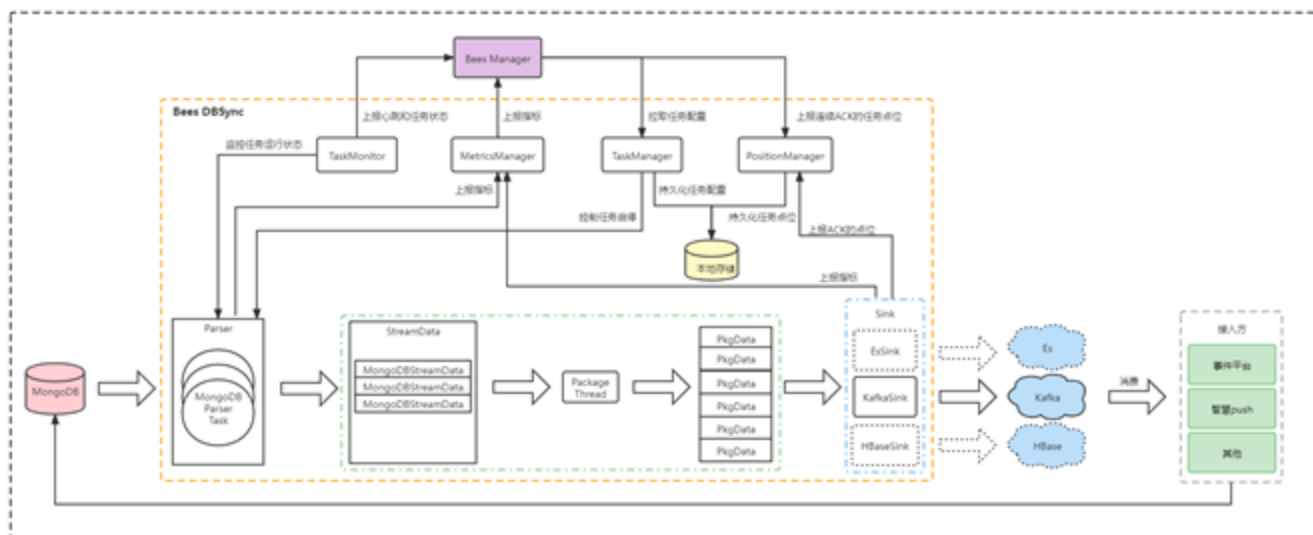 Bees Manager
Bees DBSync
上报心跳和任务状态
上报指标
拉取任务配置
上报连续ACK的任务点位
监控任务运行状态
TaskMonitor
MetricsManager
TaskManager
PositionManager
上报指标
持久化任务配置
控制任务启停
持久化任务点位
上报ACK的点位
本地存储
上报指标
Parser
StreamData
Sink
接入方
PkgData
EsSink
Es
PkgData
MongoDBStreamData
事件平台
MongoDB
MongoDB
Parser
Task
MongoDBStreamData
Package
Thread
PkgData
消费
KafkaSink
Kafka
MongoDBStreamData
PkgData
智慧push
PkgData
HBaseSink
HBase
PkgData
其他